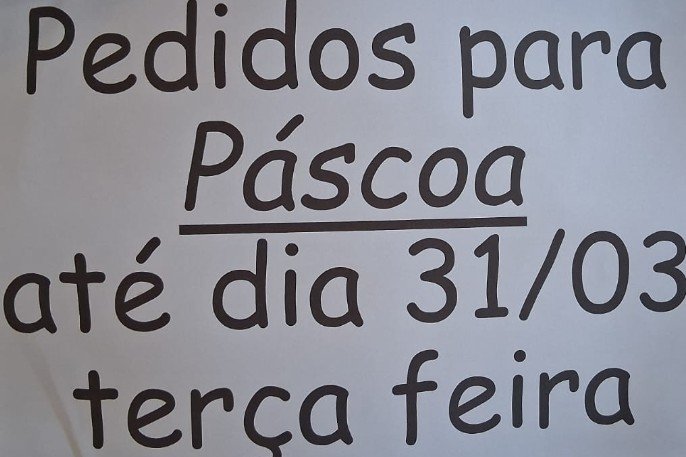 Pedidos para
Páscoa
até dia 31/03
terça feira